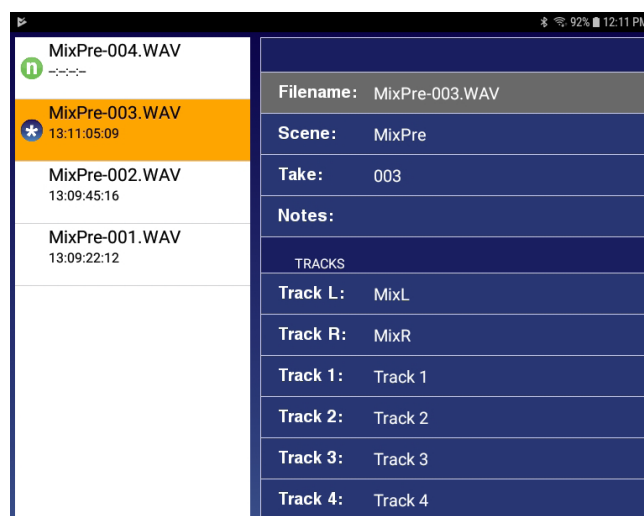 92% 12:11 PM
MixPre-004.WAV
n
--:--:--:--
MixPre-003.WAV
* 13:11:05:09
MixPre-002.WAV
13:09:45:16
MixPre-001.WAV
13:09:22:12
Filename: MixPre-003.WAV
Scene: MixPre
Take: 003
Notes:
TRACKS
Track L: MixL
Track R: MixR
Track 1: Track 1
Track 2: Track 2
Track 3: Track 3
Track 4: Track 4